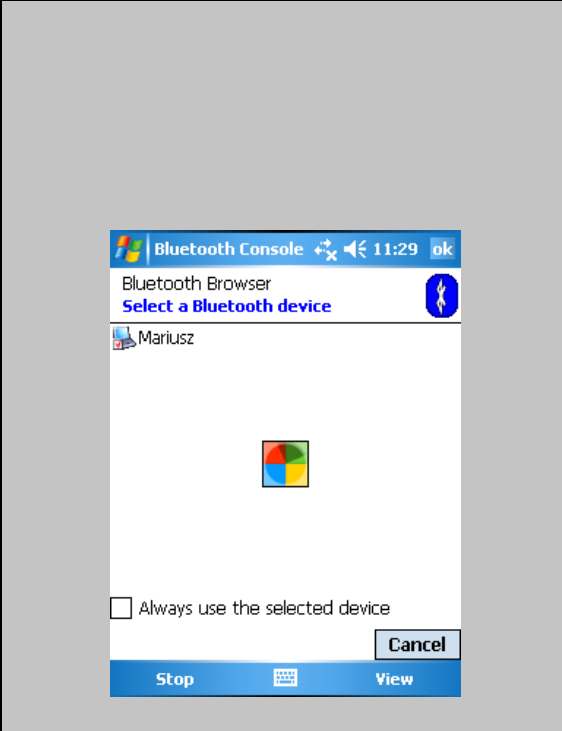 Bluetooth Console 11:29 ok
Bluetooth Browser
Select a Bluetooth device
Mariusz
Always use the selected device
Cancel
Stop View